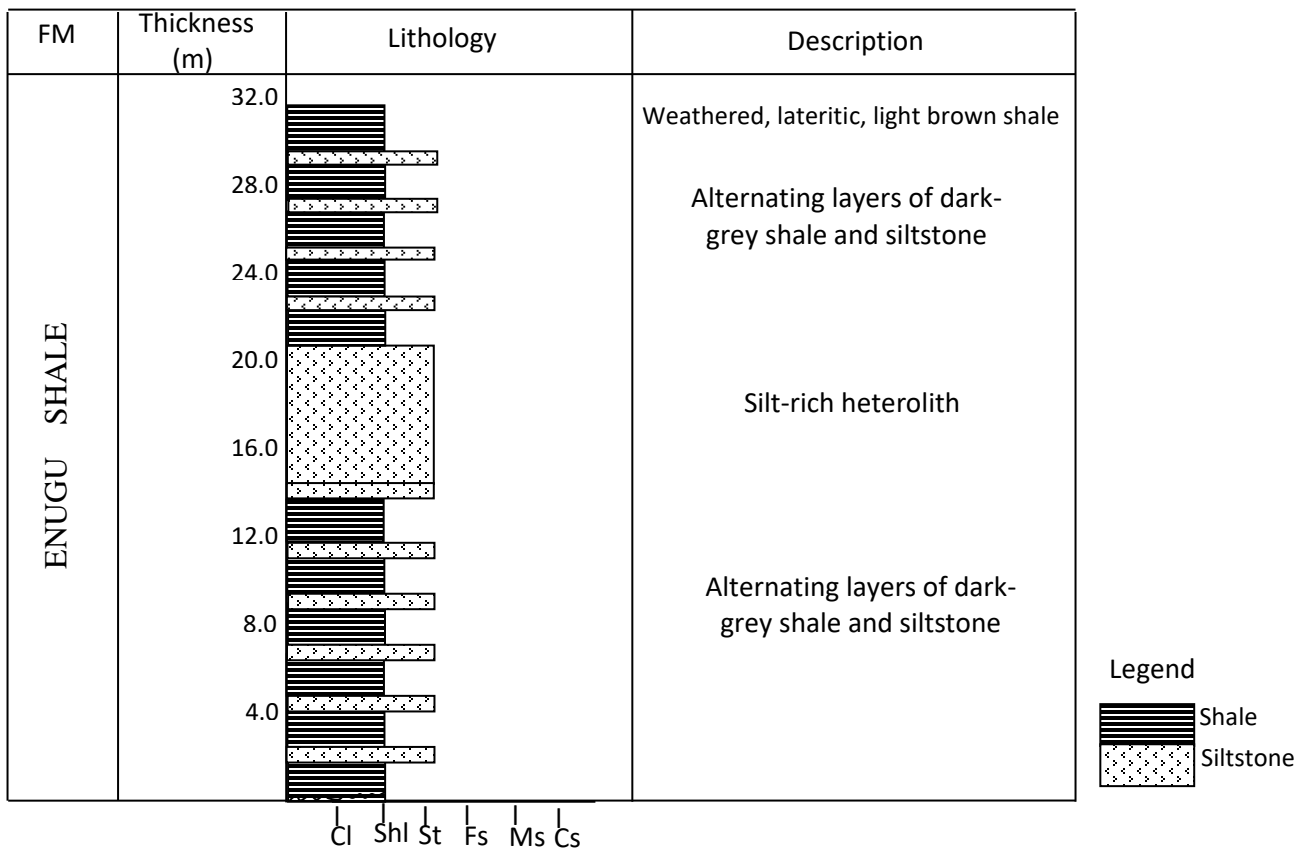 FM
Thickness
(m)
Lithology
Description
32.0
Weathered, lateritic, light brown shale
28.0
Alternating layers of dark-
grey shale and siltstone
24.0
ENUGU SHALE
20.0
Silt-rich heterolith
16.0
12.0
Alternating layers of dark-
grey shale and siltstone
8.0
4.0
Legend
Shale
Siltstone
Cl Shl St Fs Ms Cs